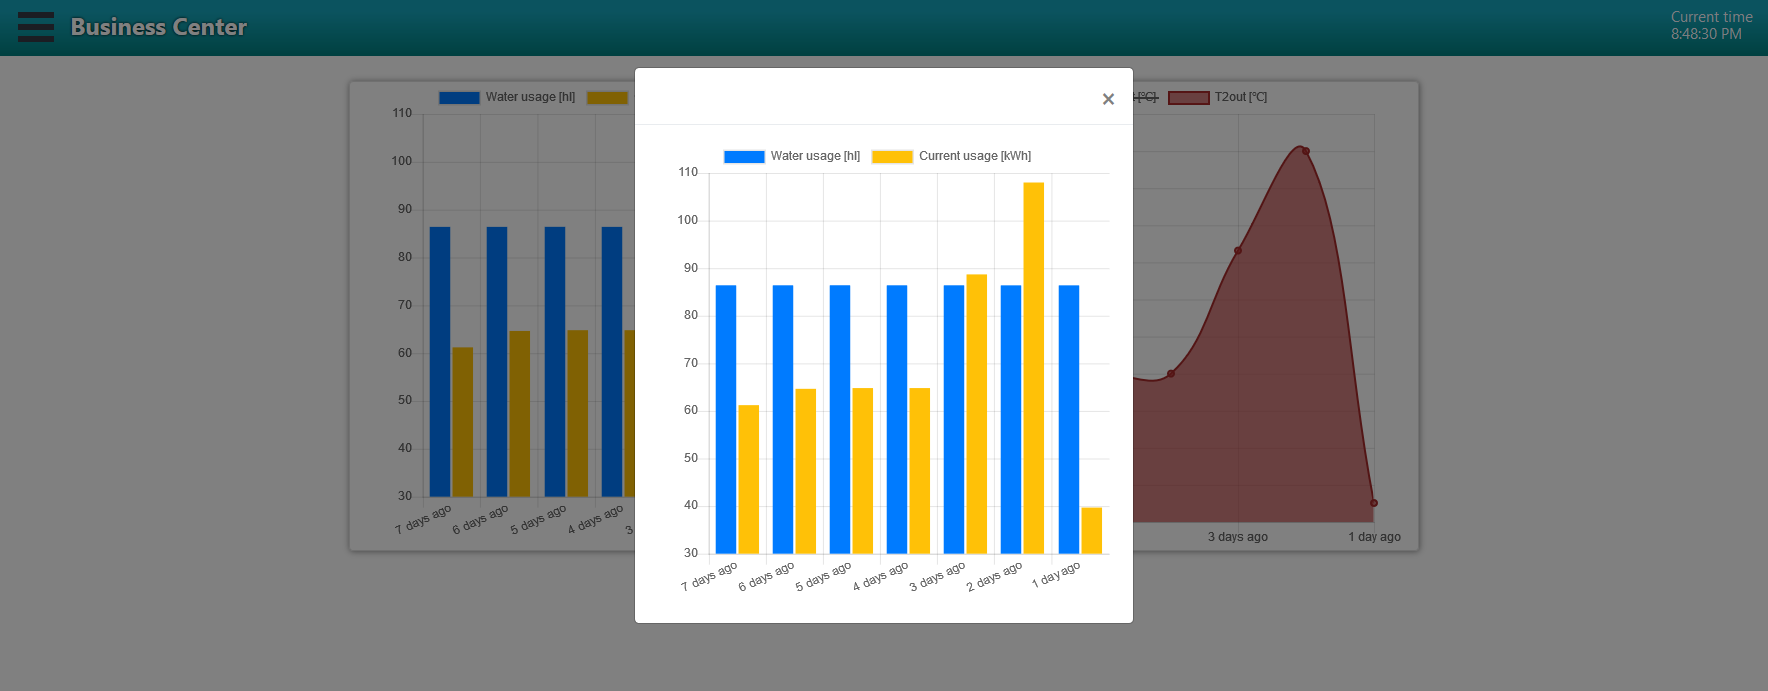 Business Center
Current time
8:48:30 PM
Water usage [hl]
110
100
90
80
70
60
50
40
30
7 days ago
6 days ago
5 days ago
4 days ago
3
×
Water usage [hl] Current usage [kWh]
110
100
90
80
70
60
50
40
30
7 days ago
6 days ago
5 days ago
4 days ago
3 days ago
2 days ago
1 day ago
[°C] T2out [°C]
3 days ago
1 day ago